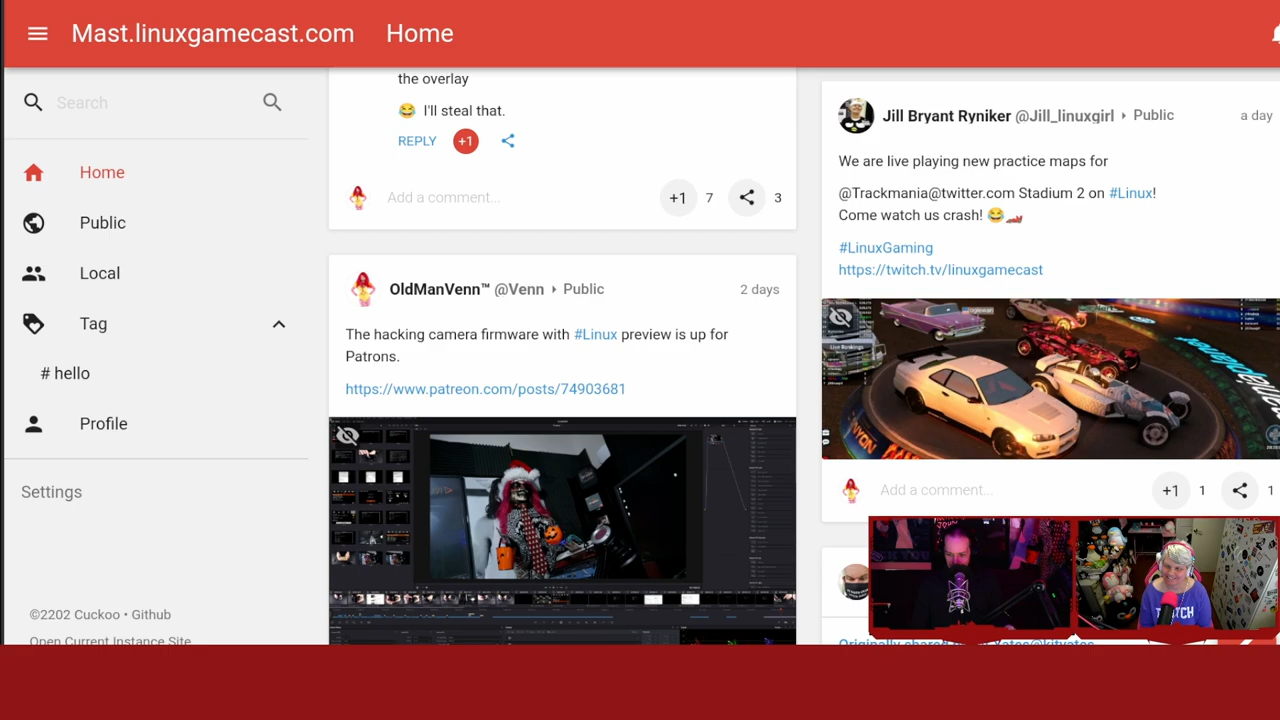 Mast.linuxgamecast.com Home
Search
Home
Public
Local
Tag
# hello
Profile
Settings
©2202 Cuckoo • Github
Open Current Instance Site
the overlay
😂 I'll steal that.
REPLY +1
Add a comment... +1 7 3
OldManVenn™ @Venn Public 2 days
The hacking camera firmware with #Linux preview is up for
Patrons.
https://www.patreon.com/posts/74903681
Jill Bryant Ryniker @Jill_linuxgirl Public a day
We are live playing new practice maps for
@Trackmania@twitter.com Stadium 2 on #Linux!
Come watch us crash! 😂🏎️
#LinuxGaming
https://twitch.tv/linuxgamecast
Live Rankings
Add a comment... +1 1 1
TWITCH